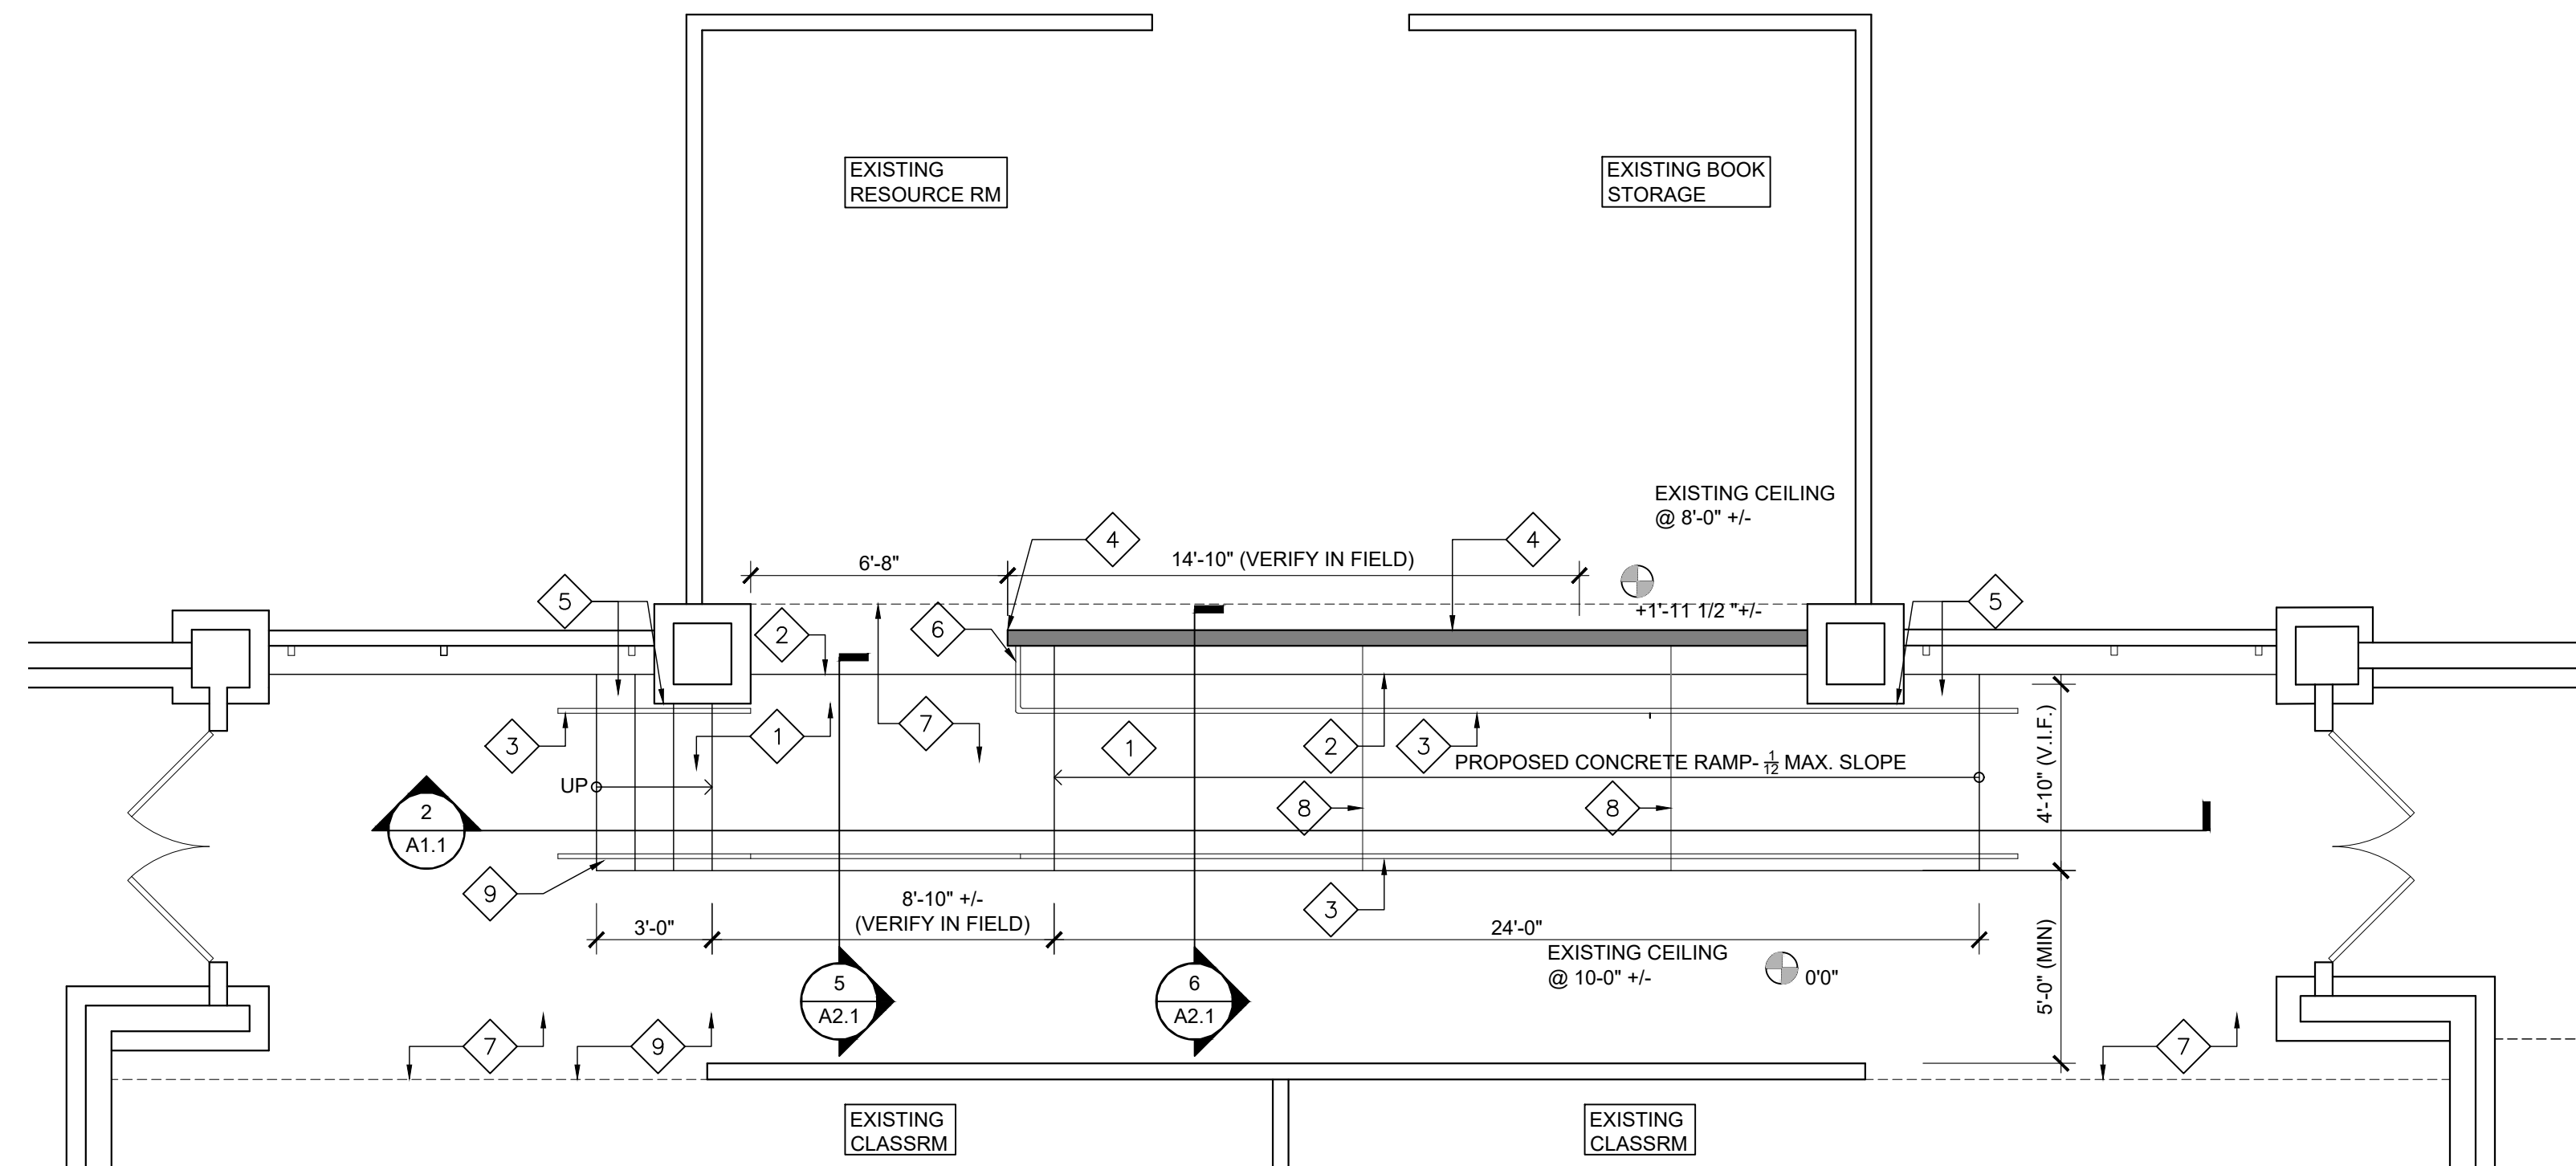 EXISTING
RESOURCE RM
EXISTING BOOK
STORAGE
EXISTING CEILING
@ 8'-0" +/-
4
4
6'-8"
14'-10" (VERIFY IN FIELD)
5
5
+1'-11 1/2 "+/-
2
6
3
1
7
1
2
3
PROPOSED CONCRETE RAMP- 1/12 MAX. SLOPE
4'-10" (V.I.F.)
UP
8
8
2
A1.1
9
3
8'-10" +/-
(VERIFY IN FIELD)
3'-0"
24'-0"
EXISTING CEILING
@ 10-0" +/-
0'0"
5'-0" (MIN)
5
A2.1
6
A2.1
7
9
7
EXISTING
CLASSRM
EXISTING
CLASSRM